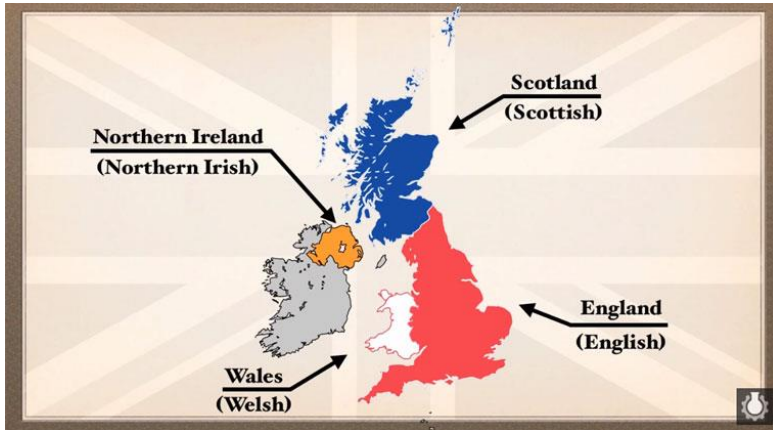 Scotland
(Scottish)
Northern Ireland
(Northern Irish)
England
(English)
Wales
(Welsh)